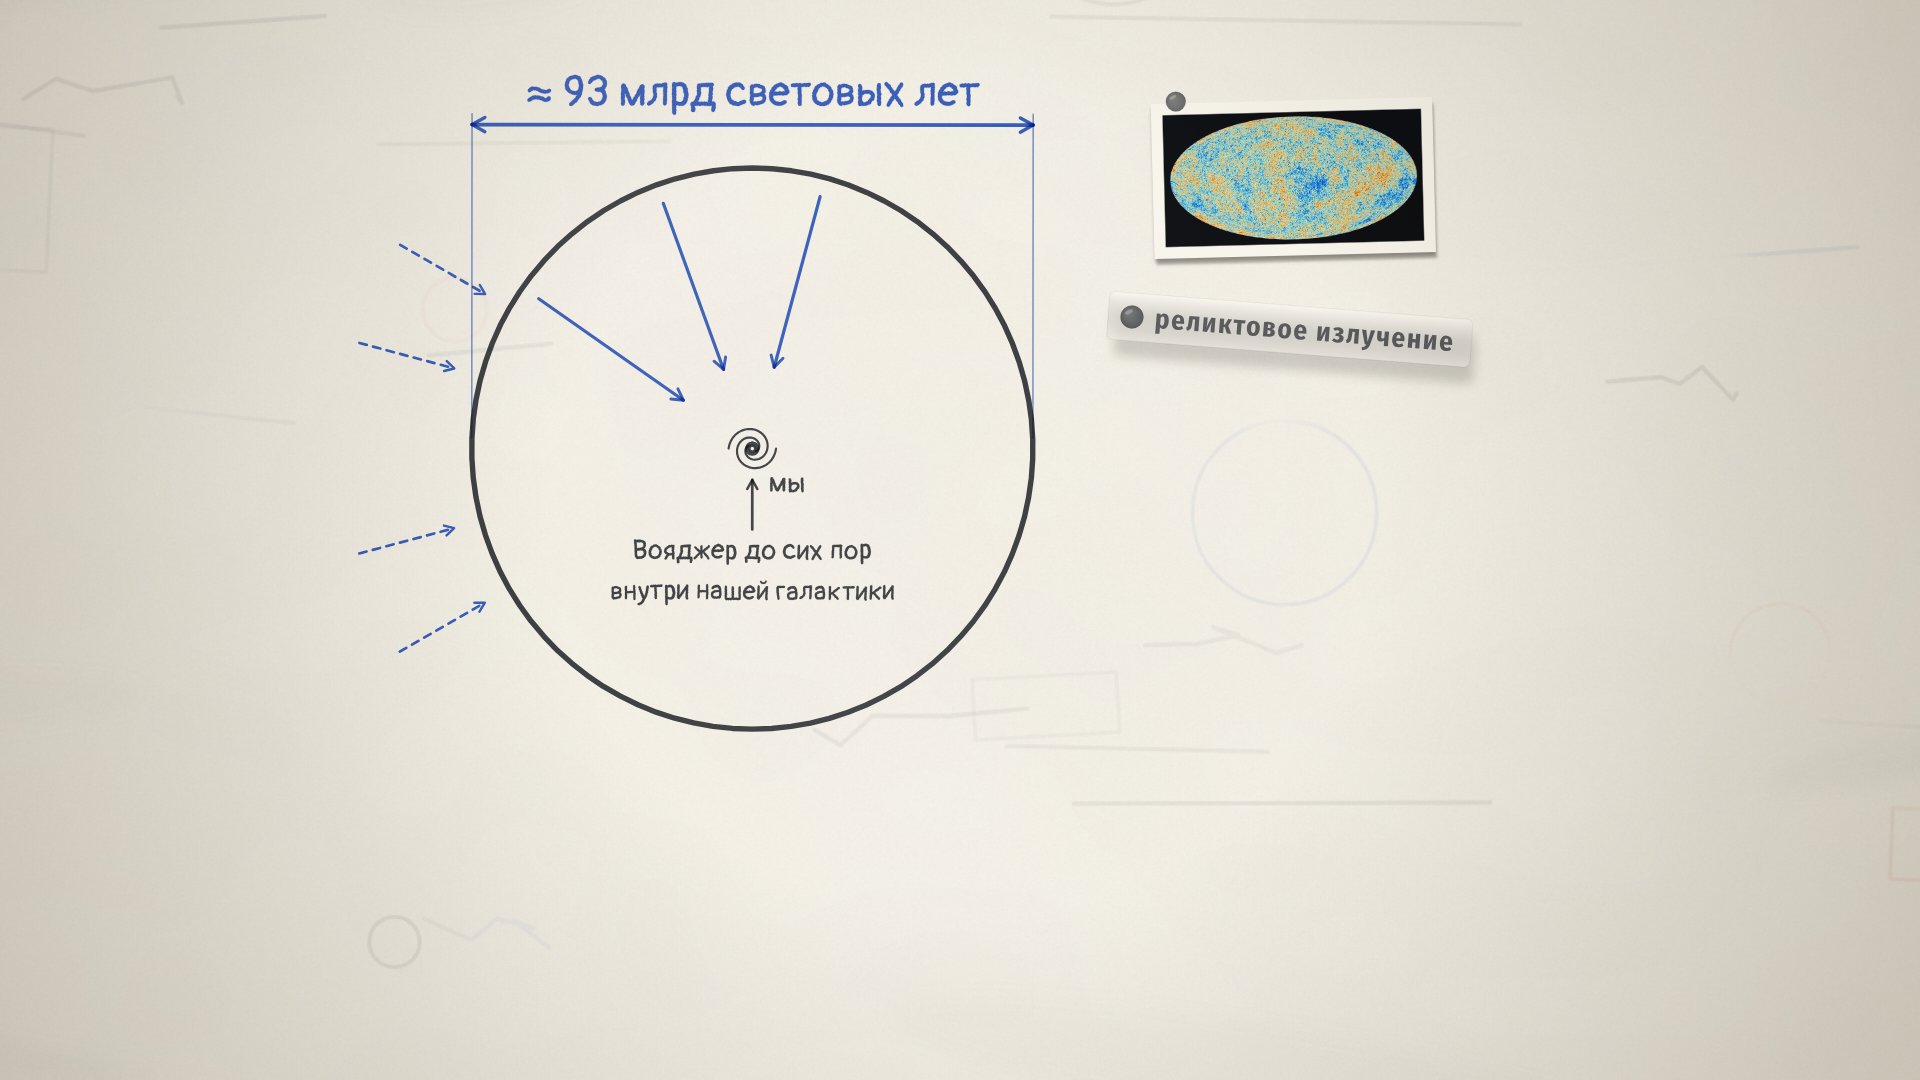 ≈ 93 млрд световых лет
реликтовое излучение
мы
Вояджер до сих пор
внутри нашей галактики